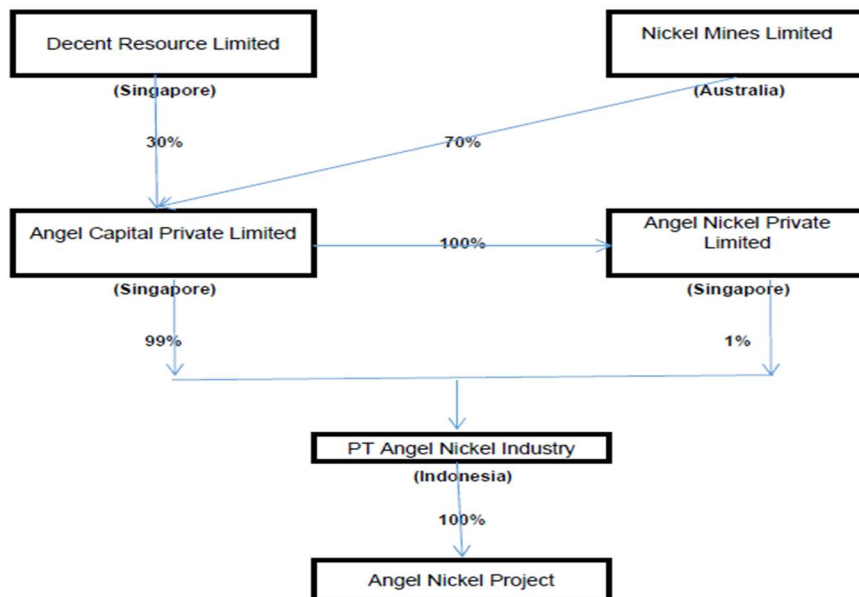 Decent Resource Limited
Nickel Mines Limited
(Singapore)
(Australia)
30%
70%
Angel Capital Private Limited
Angel Nickel Private
Limited
100%
(Singapore)
(Singapore)
99%
1%
PT Angel Nickel Industry
(Indonesia)
100%
Angel Nickel Project